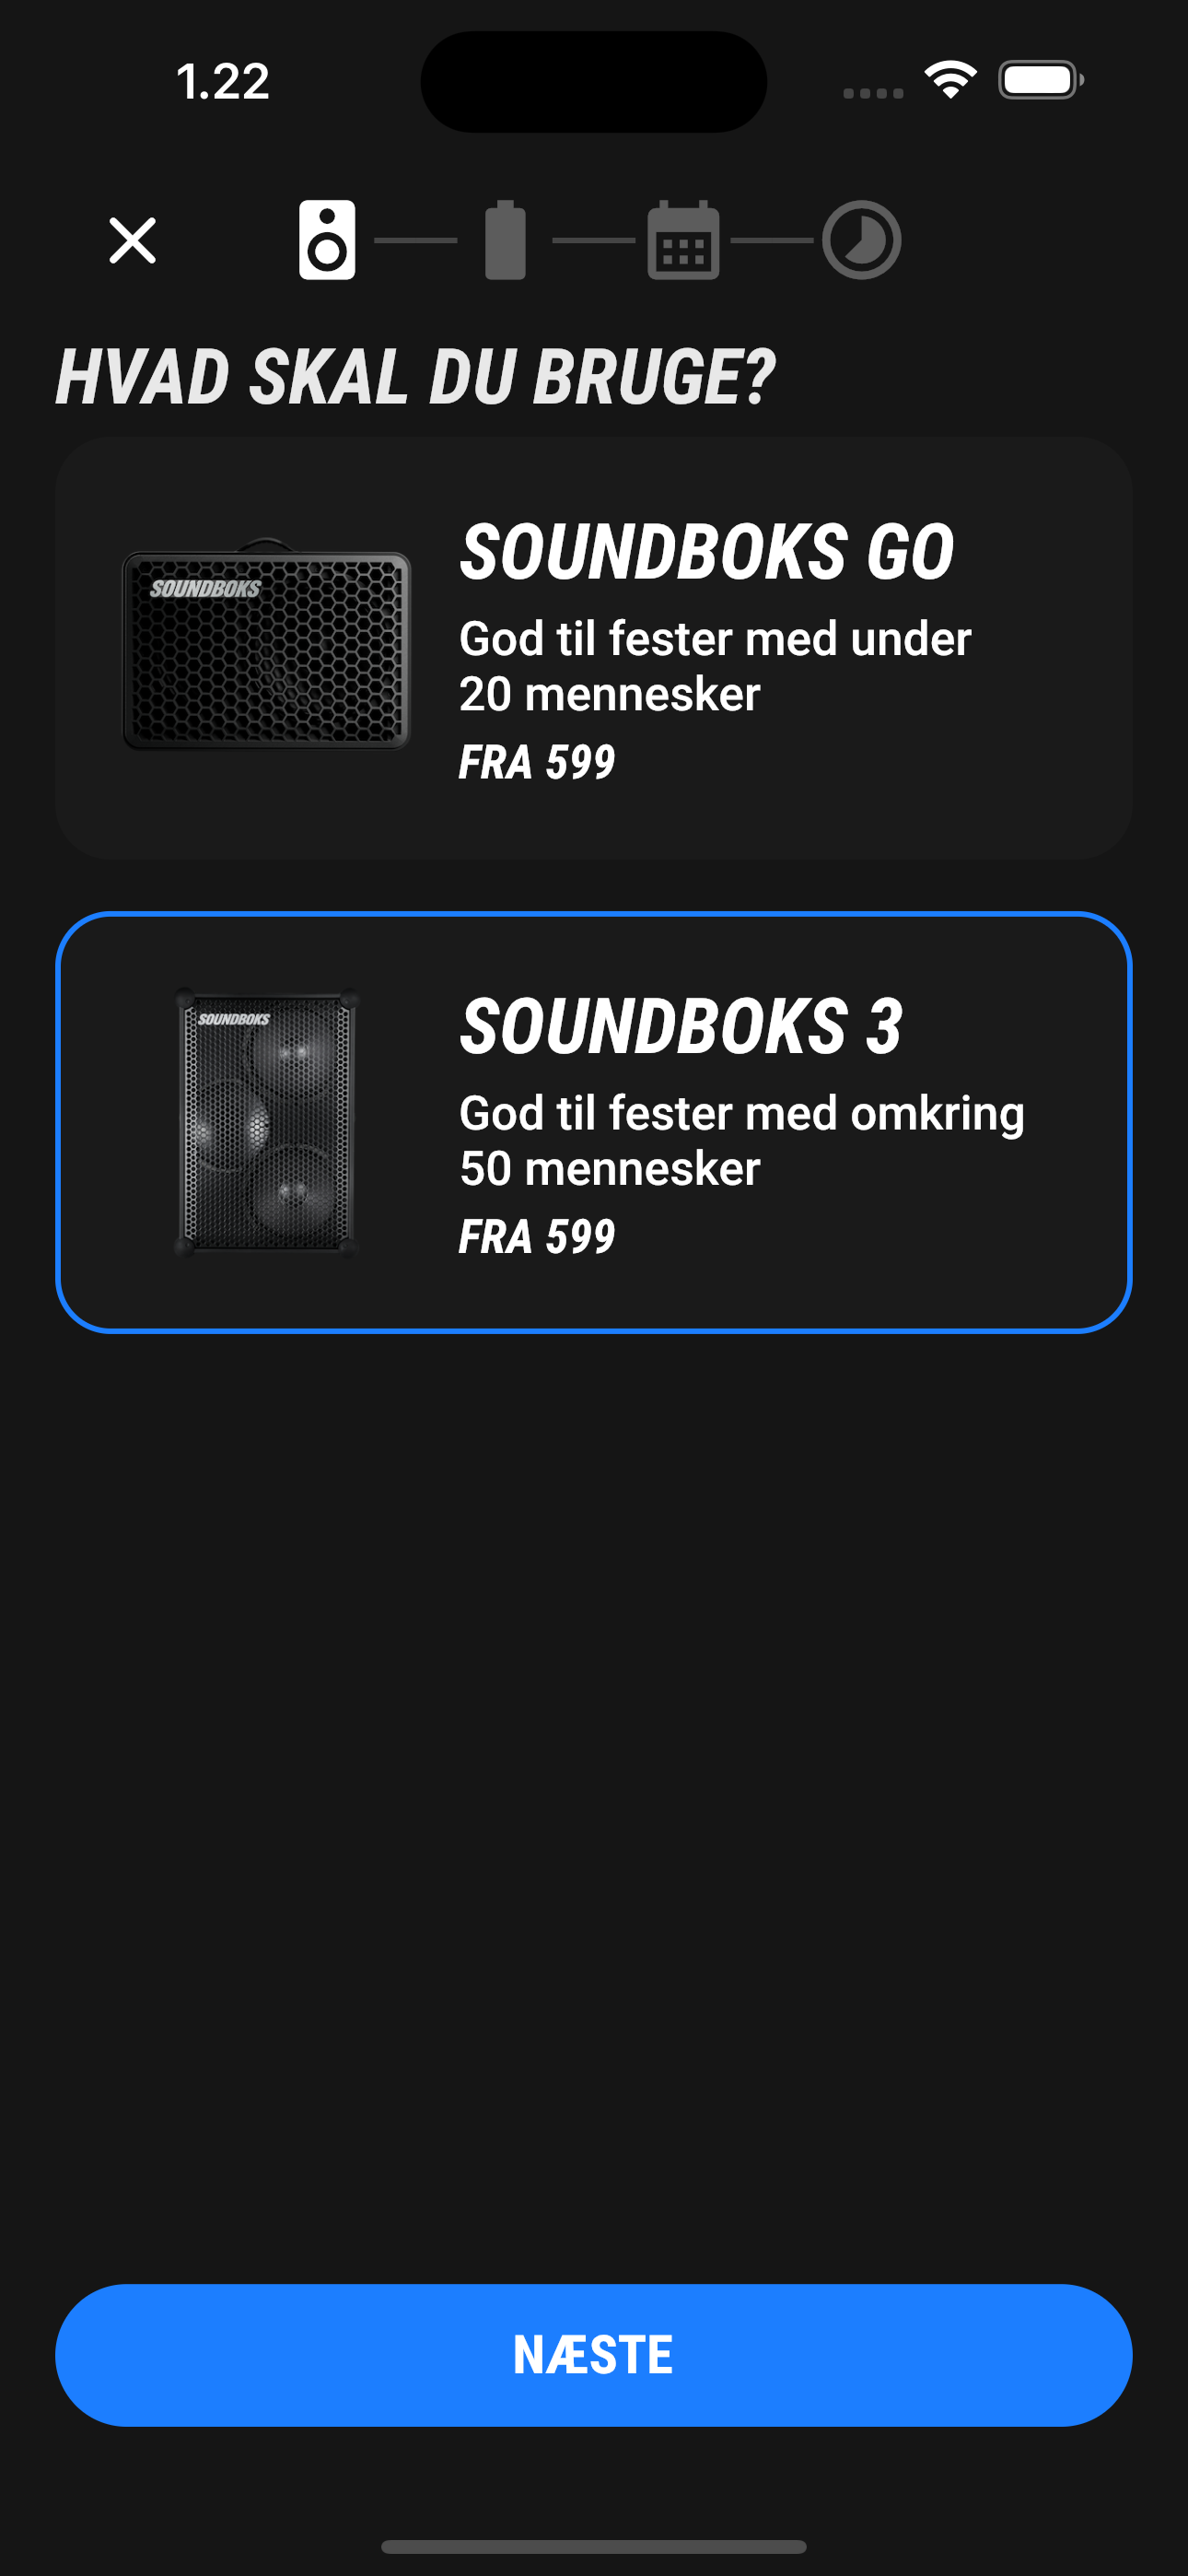 1.22
HVAD SKAL DU BRUGE?
SOUNDBOKS
SOUNDBOKS GO
God til fester med under
20 mennesker
FRA 599
SOUNDBOKS
SOUNDBOKS 3
God til fester med omkring
50 mennesker
FRA 599
NÆSTE